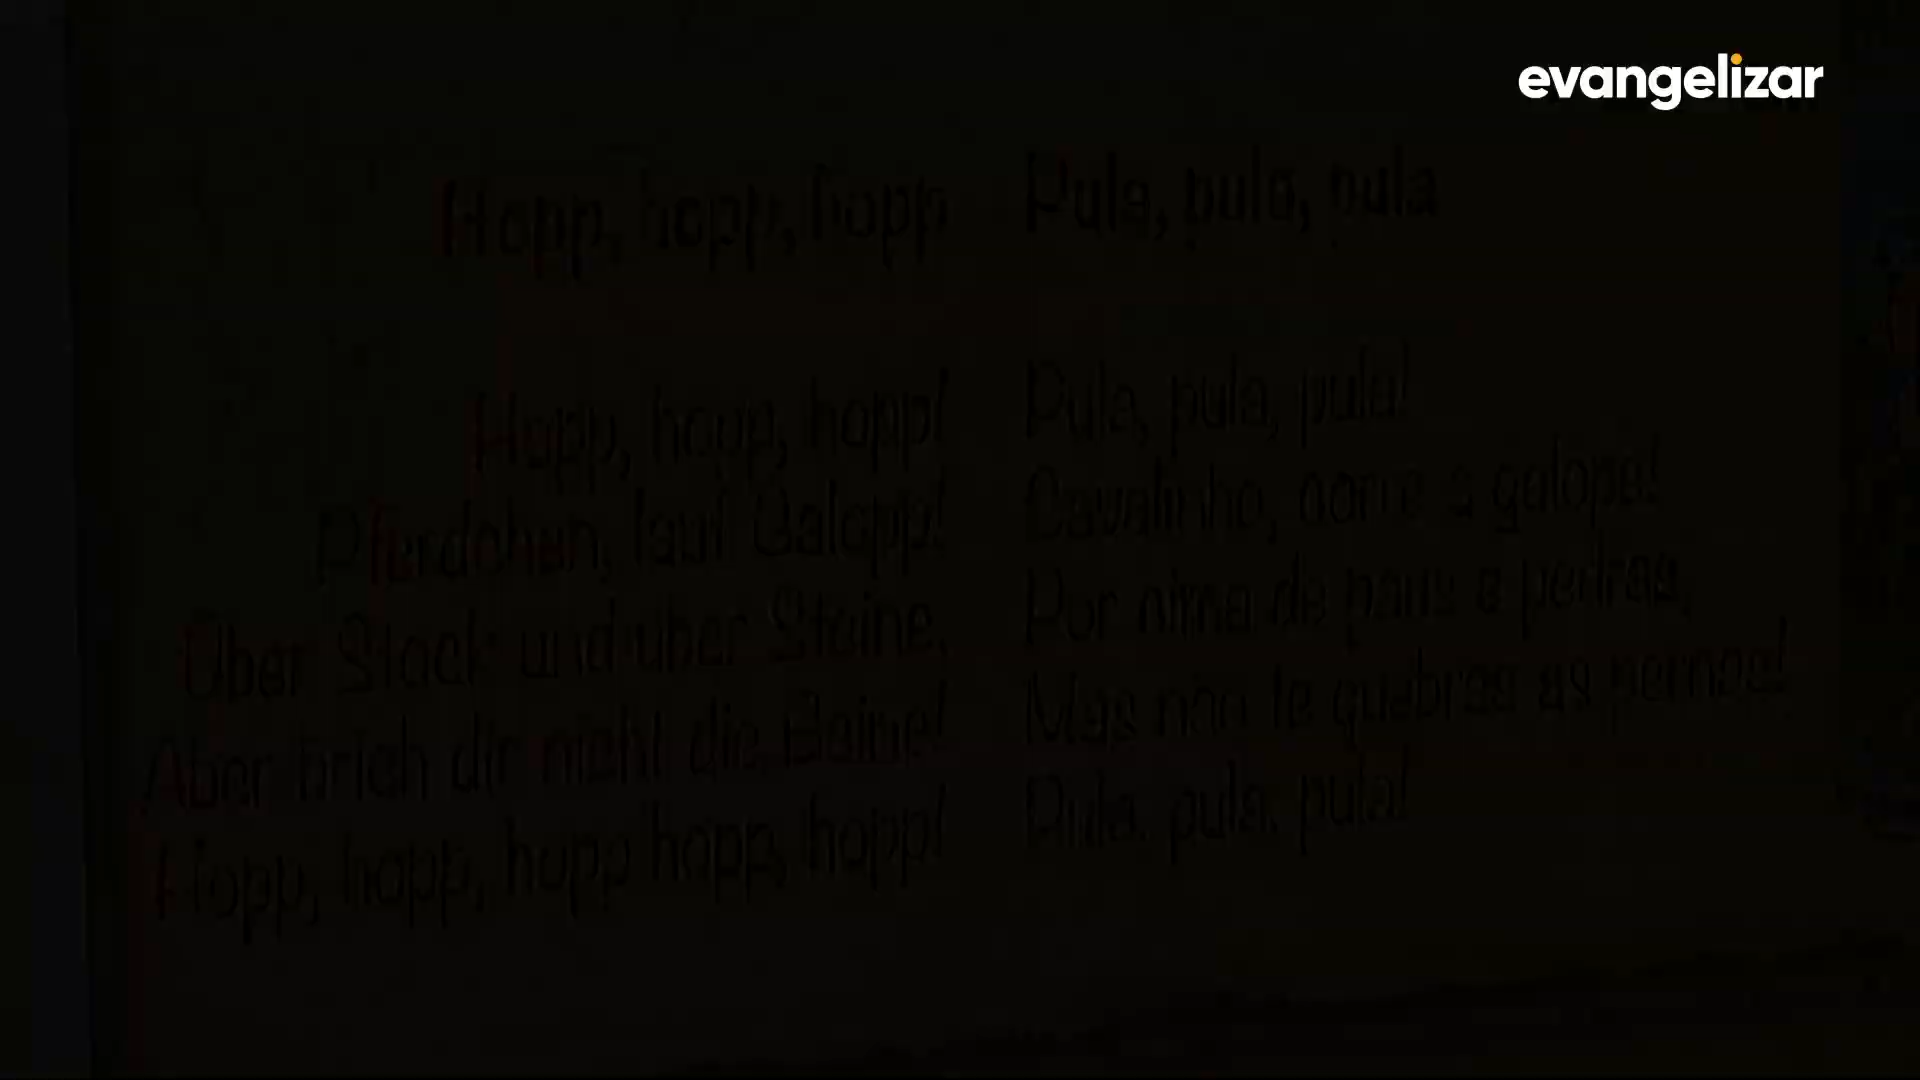 evangelizar
Hopp, hopp, hopp
Hopp, hopp, hopp!
Pferdchen, lauf Galopp!
Über Stock und über Steine,
Aber brich dir nicht die Beine!
Hopp, hopp, hopp hopp, hopp!
Pula, pula, pula
Pula, pula, pula!
Cavalinho, corre a galope!
Por cima de paus e pedras,
Mas não te quebres as pernas!
Pula, pula, pula!